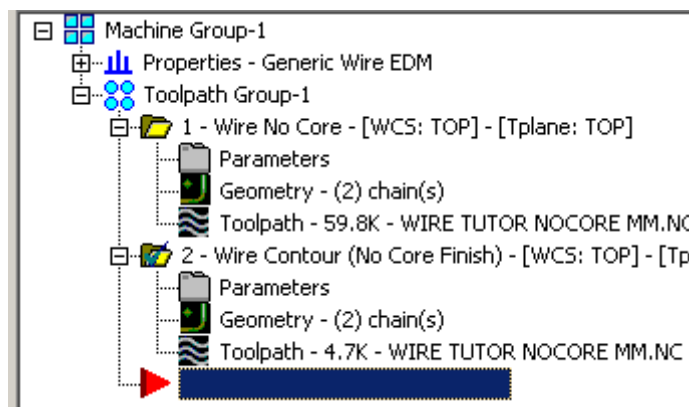 Machine Group-1
Properties - Generic Wire EDM
Toolpath Group-1
1 - Wire No Core - [WCS: TOP] - [Tplane: TOP]
Parameters
Geometry - (2) chain(s)
Toolpath - 59.8K - WIRE TUTOR NOCORE MM.NC
2 - Wire Contour (No Core Finish) - [WCS: TOP] - [Tp
Parameters
Geometry - (2) chain(s)
Toolpath - 4.7K - WIRE TUTOR NOCORE MM.NC